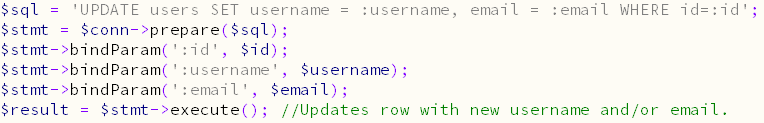 $sql = 'UPDATE users SET username = :username, email = :email WHERE id=:id';
$stmt = $conn->prepare($sql);
$stmt->bindParam(':id', $id);
$stmt->bindParam(':username', $username);
$stmt->bindParam(':email', $email);
$result = $stmt->execute(); //Updates row with new username and/or email.